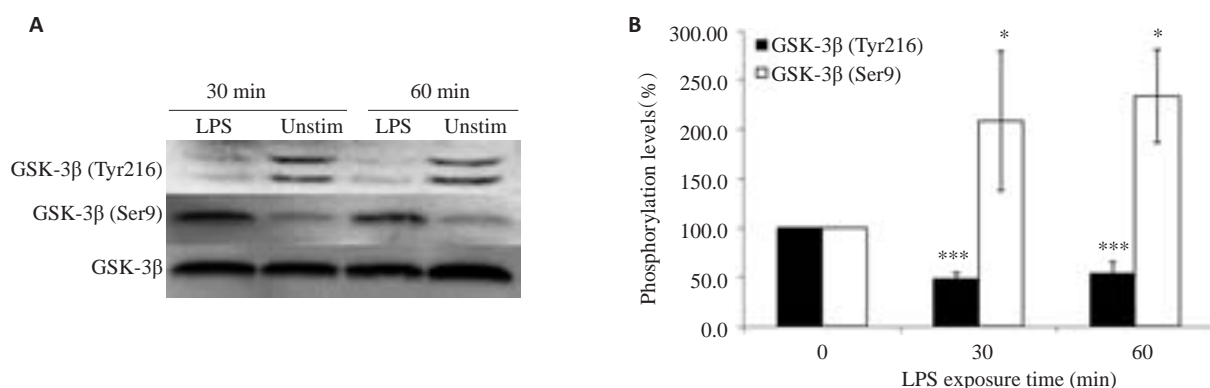 A
30 min 60 min
LPS Unstim LPS Unstim
GSK-3β (Tyr216)
GSK-3β (Ser9)
GSK-3β
B
Phosphorylation levels(%)
300.00
250.0
200.0
150.0
100.0
50.0
0.0
GSK-3β (Tyr216)
GSK-3β (Ser9)
* *
*** ***
0 30 60
LPS exposure time (min)